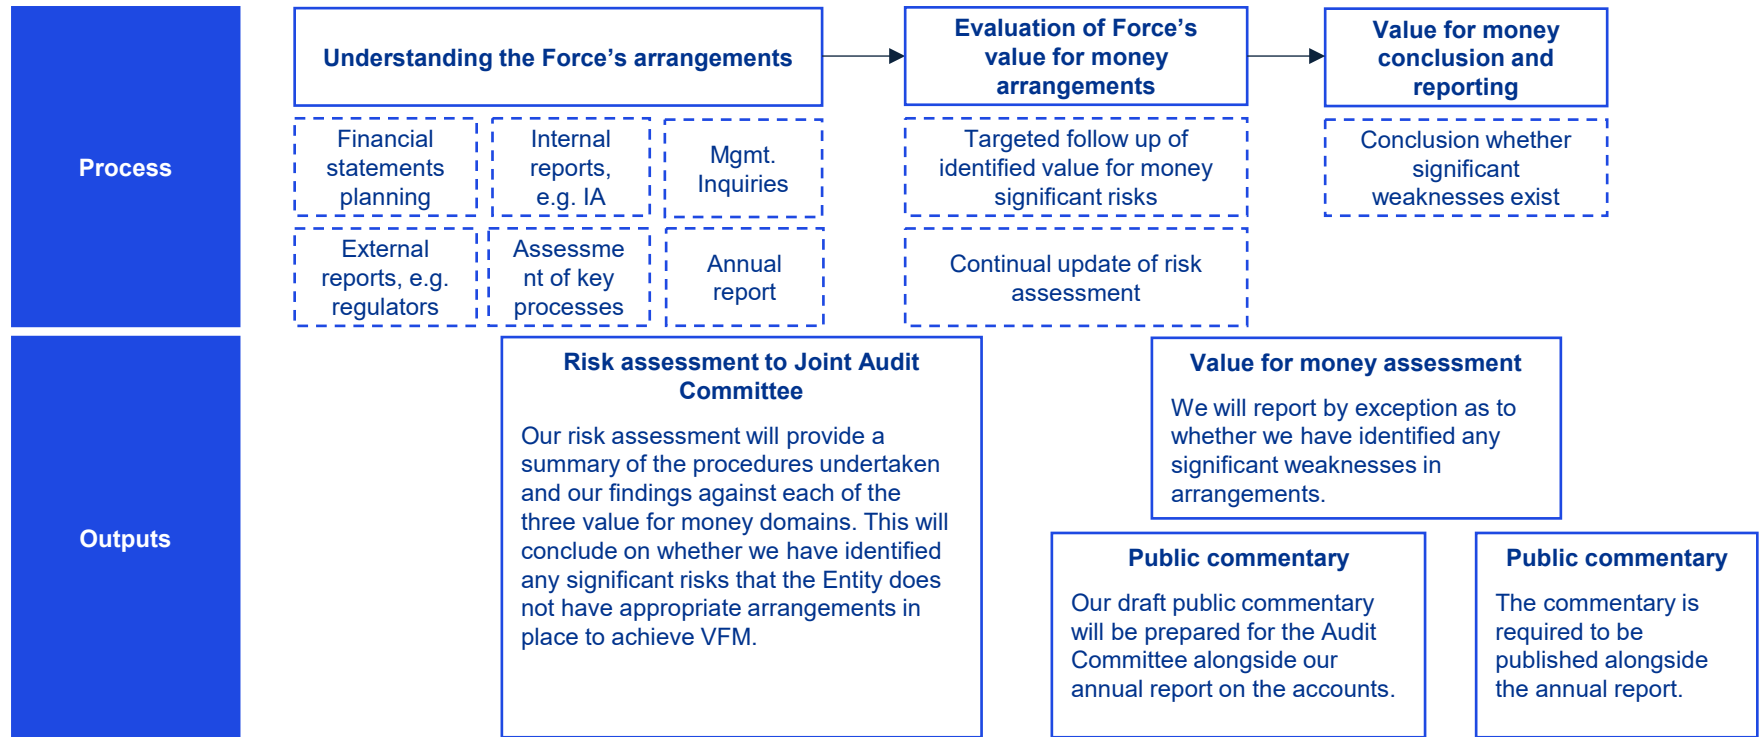 Process
Understanding the Force's arrangements
Evaluation of Force's
value for money
arrangements
Value for money
conclusion and
reporting
Financial
statements
planning
Internal
reports,
e.g. IA
Mgmt.
Inquiries
External
reports, e.g.
regulators
Assessme
nt of key
processes
Annual
report
Targeted follow up of
identified value for money
significant risks
Continual update of risk
assessment
Conclusion whether
significant
weaknesses exist
Outputs
Risk assessment to Joint Audit
Committee
Our risk assessment will provide a
summary of the procedures undertaken
and our findings against each of the
three value for money domains. This will
conclude on whether we have identified
any significant risks that the Entity does
not have appropriate arrangements in
place to achieve VFM.
Value for money assessment
We will report by exception as to
whether we have identified any
significant weaknesses in
arrangements.
Public commentary
Our draft public commentary
will be prepared for the Audit
Committee alongside our
annual report on the accounts.
Public commentary
The commentary is
required to be
published alongside
the annual report.